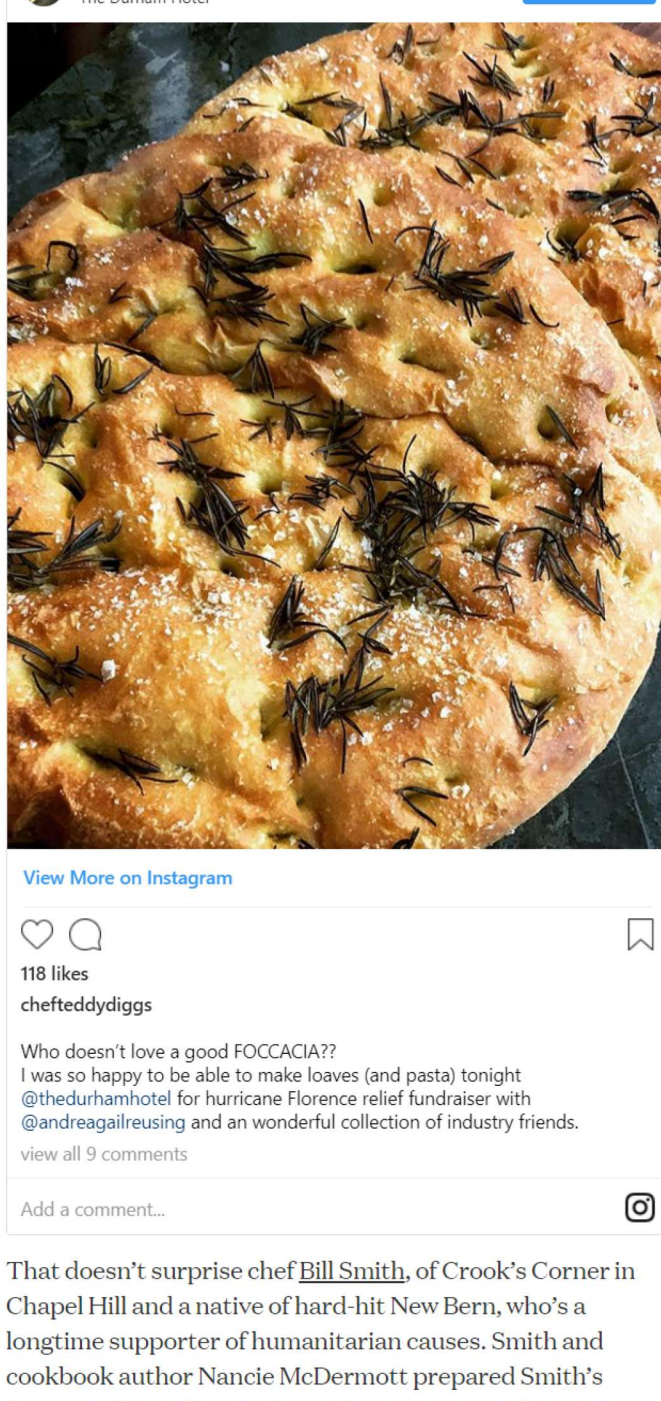 The Durham Hotel
View More on Instagram
118 likes
chefteddydiggs
Who doesn't love a good FOCCACIA??
I was so happy to be able to make loaves (and pasta) tonight
@thedurhamhotel for hurricane Florence relief fundraiser with
@andreagailreusing and an wonderful collection of industry friends.
view all 9 comments
Add a comment...
That doesn’t surprise chef Bill Smith, of Crook’s Corner in
Chapel Hill and a native of hard-hit New Bern, who’s a
longtime supporter of humanitarian causes. Smith and
cookbook author Nancie McDermott prepared Smith’s